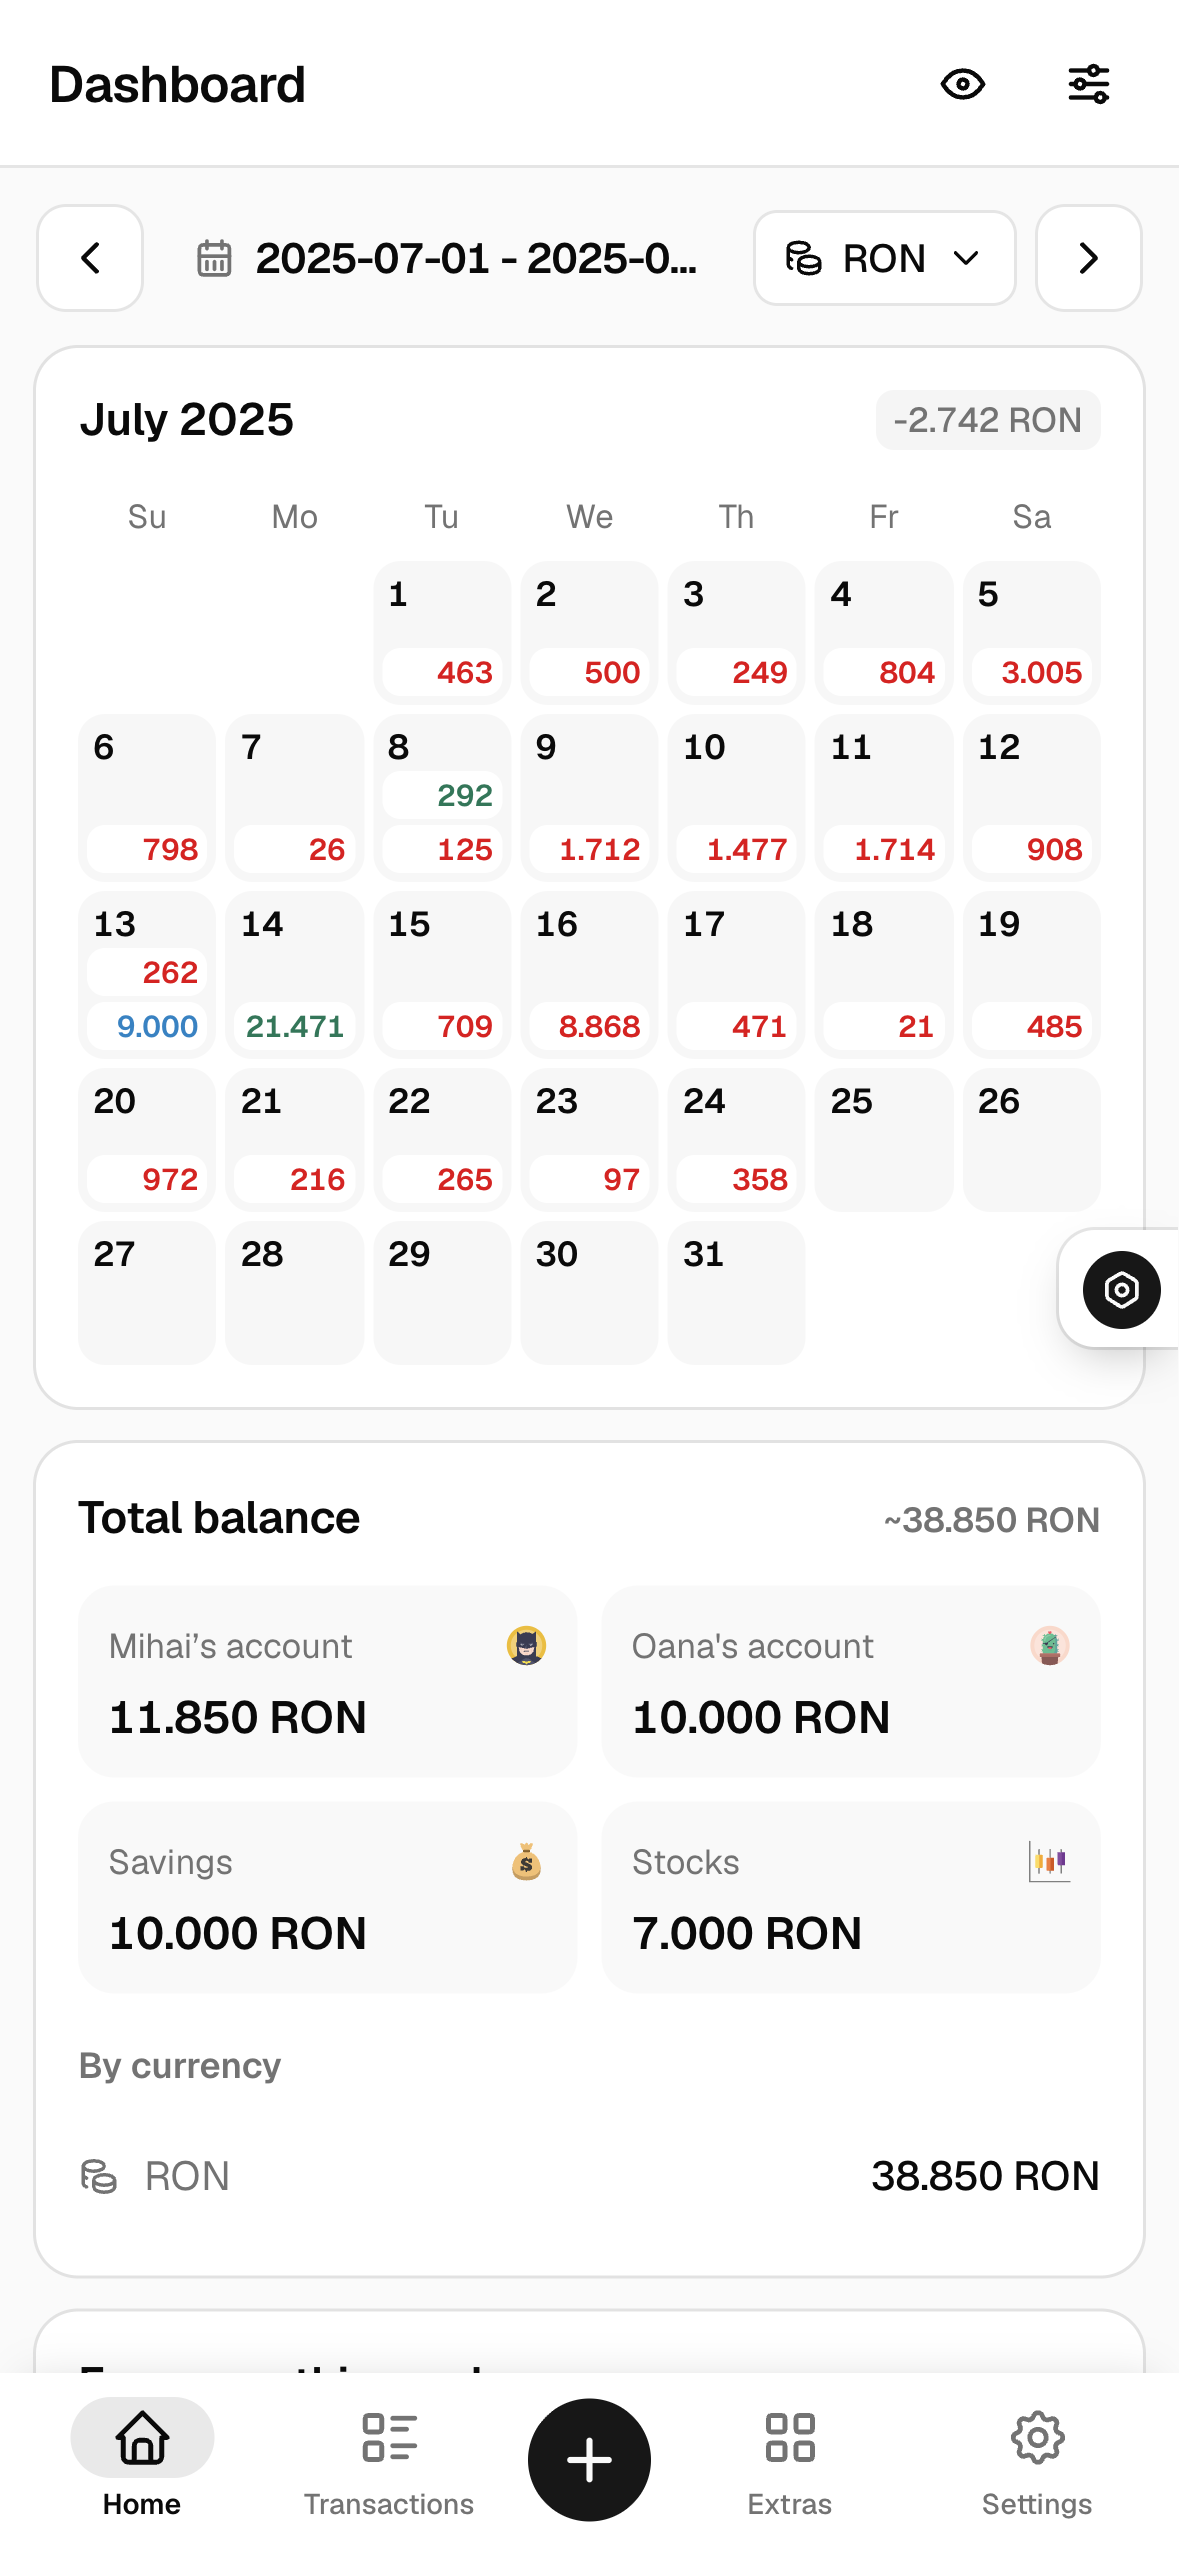 Dashboard
2025-07-01 - 2025-0... RON
July 2025 -2.742 RON
Su Mo Tu We Th Fr Sa
1 2 3 4 5
463 500 249 804 3.005
6 7 8 9 10 11 12
292
798 26 125 1.712 1.477 1.714 908
13 14 15 16 17 18 19
262
9.000 21.471 709 8.868 471 21 485
20 21 22 23 24 25 26
972 216 265 97 358
27 28 29 30 31
Total balance ~38.850 RON
Mihai’s account Oana's account
11.850 RON 10.000 RON
Savings Stocks
10.000 RON 7.000 RON
By currency
RON 38.850 RON
Home Transactions Extras Settings